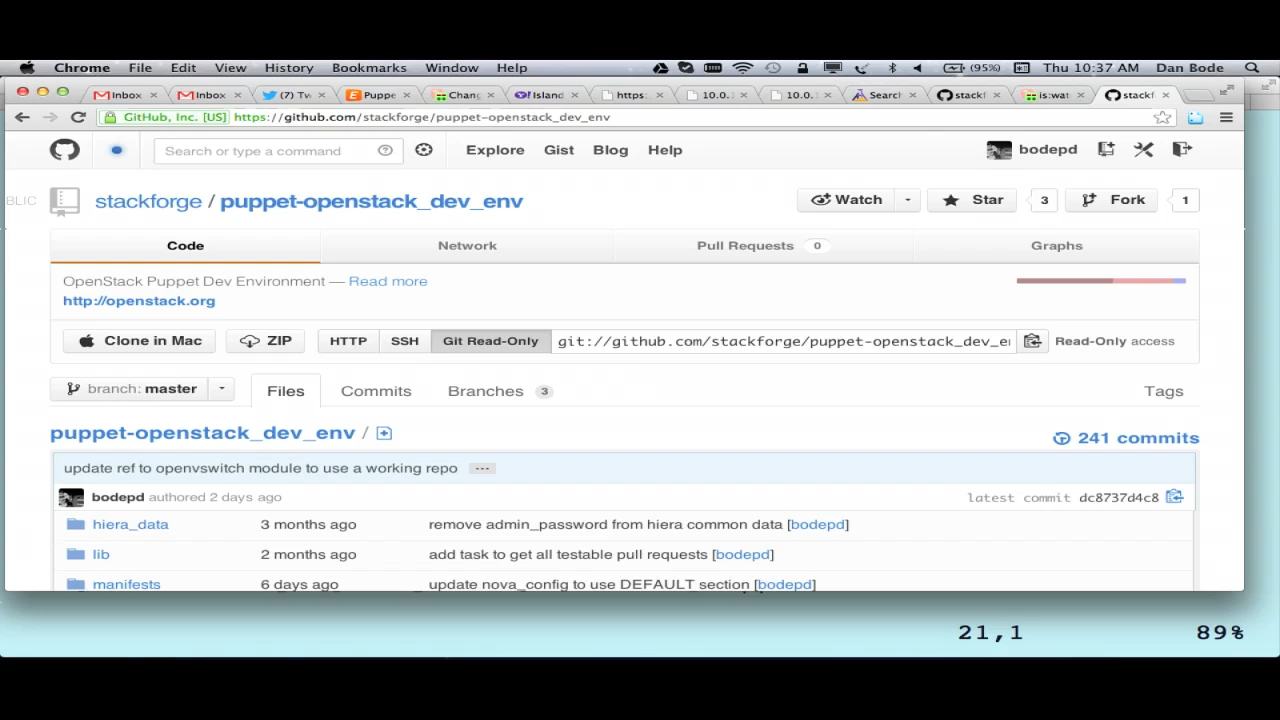 Chrome File Edit View History Bookmarks Window Help (95%) Thu 10:37 AM Dan Bode
Inbox × Inbox × (7) Tw × Puppe × Chang × Island × https: × 10.0. × 10.0. × Search × stackf × is:wat × stackf ×
GitHub, Inc. [US] https://github.com/stackforge/puppet-openstack_dev_env
Search or type a command Explore Gist Blog Help bodepd
BLIC stackforge / puppet-openstack_dev_env Watch Star 3 Fork 1
Code Network Pull Requests 0 Graphs
OpenStack Puppet Dev Environment — Read more
http://openstack.org
Clone in Mac ZIP HTTP SSH Git Read-Only git://github.com/stackforge/puppet-openstack_dev_e Read-Only access
branch: master Files Commits Branches 3 Tags
puppet-openstack_dev_env / 241 commits
update ref to openvswitch module to use a working repo ...
bodepd authored 2 days ago latest commit dc8737d4c8
hiera_data 3 months ago remove admin_password from hiera common data [bodepd]
lib 2 months ago add task to get all testable pull requests [bodepd]
manifests 6 days ago update nova_config to use DEFAULT section [bodepd]
21,1 89%